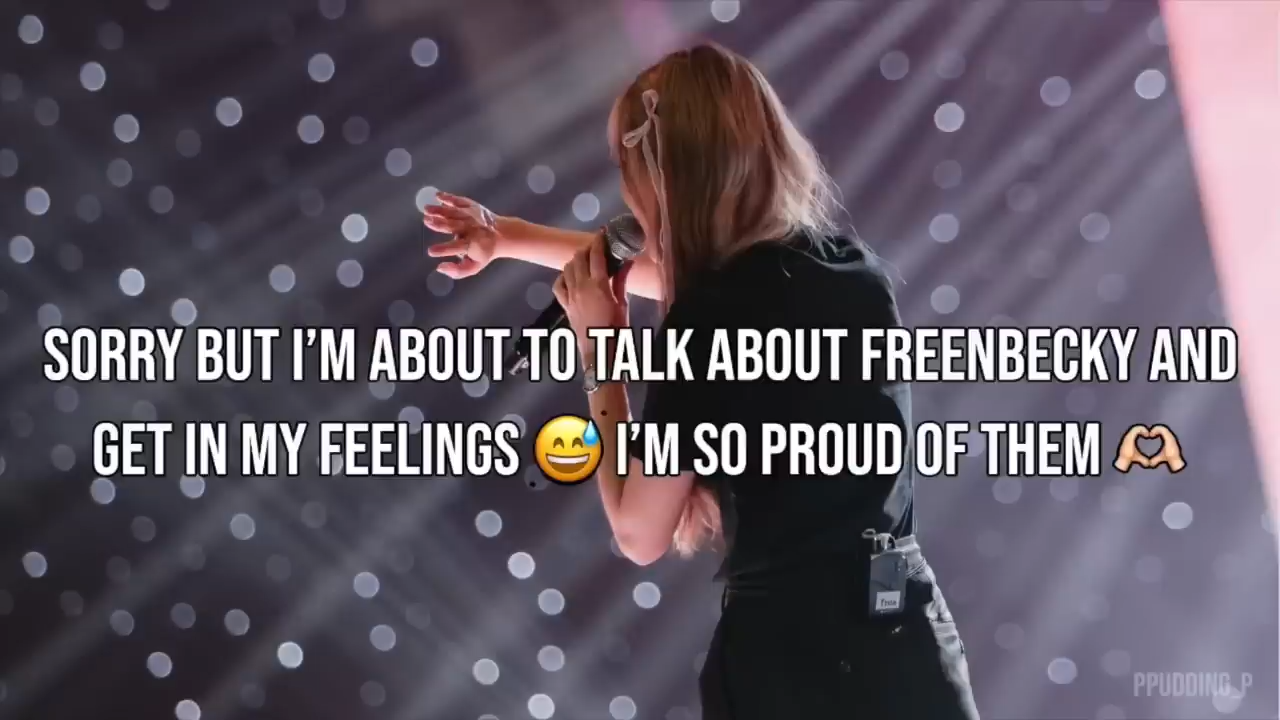 SORRY BUT I'M ABOUT TO TALK ABOUT FREENBECKY AND
GET IN MY FEELINGS 😅 I'M SO PROUD OF THEM 🫶🏼
PPUDDING_P